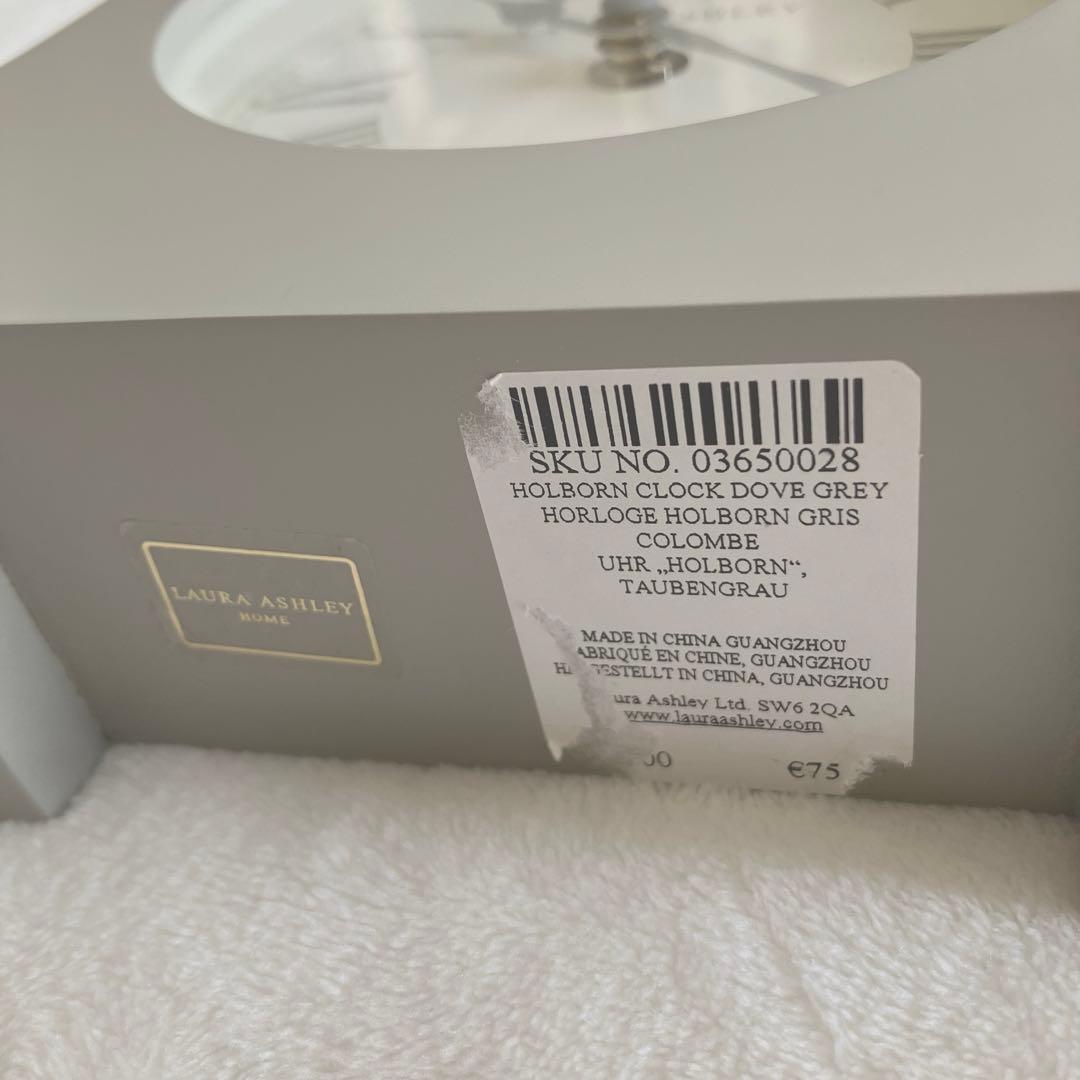 LAURA ASHLEY
HOME
SKU NO. 03650028
HOLBORN CLOCK DOVE GREY
HORLOGE HOLBORN GRIS
COLOMBE
UHR „HOLBORN“,
TAUBENGRAU
MADE IN CHINA GUANGZHOU
ABRIQUÉ EN CHINE, GUANGZHOU
GESTELLT IN CHINA, GUANGZHOU
ura Ashley Ltd. SW6 2QA
www.lauraashley.com
€75